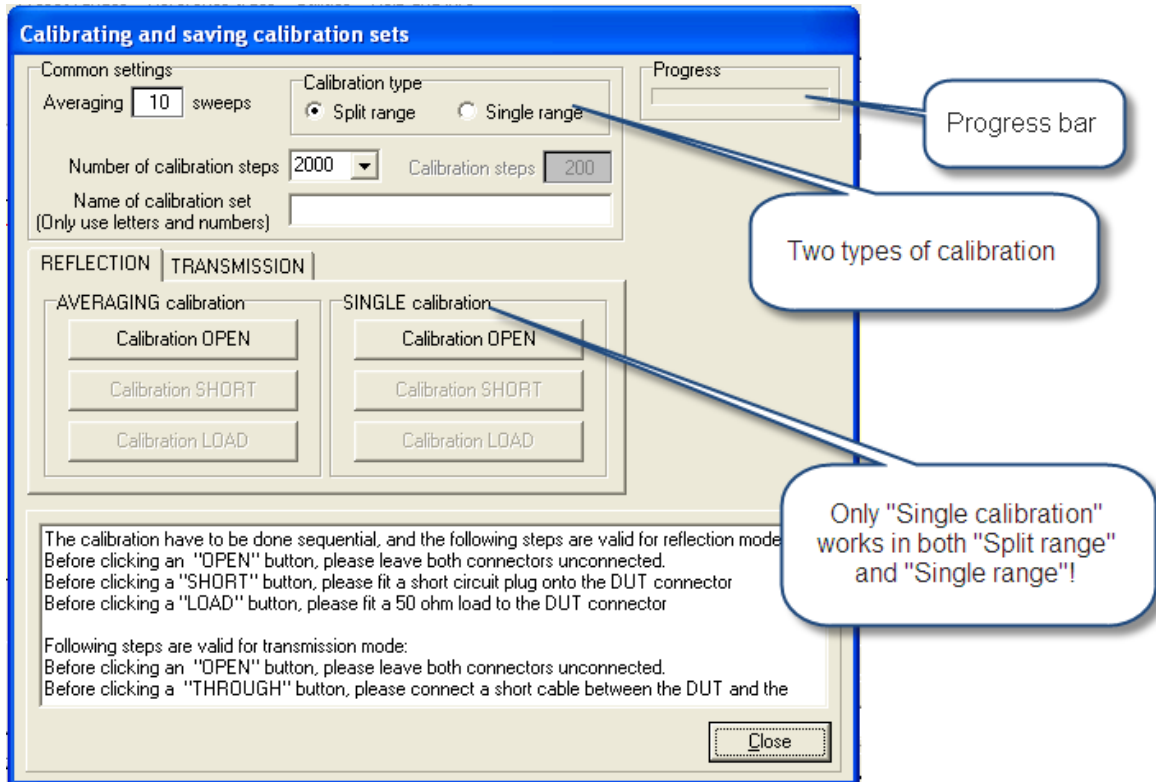 Calibrating and saving calibration sets
Common settings
Averaging 10 sweeps
Calibration type
Split range Single range
Progress
Progress bar
Number of calibration steps 2000 Calibration steps 200
Name of calibration set
(Only use letters and numbers)
Two types of calibration
REFLECTION TRANSMISSION
AVERAGING calibration
Calibration OPEN
Calibration SHORT
Calibration LOAD
SINGLE calibration
Calibration OPEN
Calibration SHORT
Calibration LOAD
Only "Single calibration"
works in both "Split range"
and "Single range"!
The calibration have to be done sequential, and the following steps are valid for reflection mode
Before clicking an "OPEN" button, please leave both connectors unconnected.
Before clicking a "SHORT" button, please fit a short circuit plug onto the DUT connector
Before clicking a "LOAD" button, please fit a 50 ohm load to the DUT connector
Following steps are valid for transmission mode:
Before clicking an "OPEN" button, please leave both connectors unconnected.
Before clicking a "THROUGH" button, please connect a short cable between the DUT and the
Close